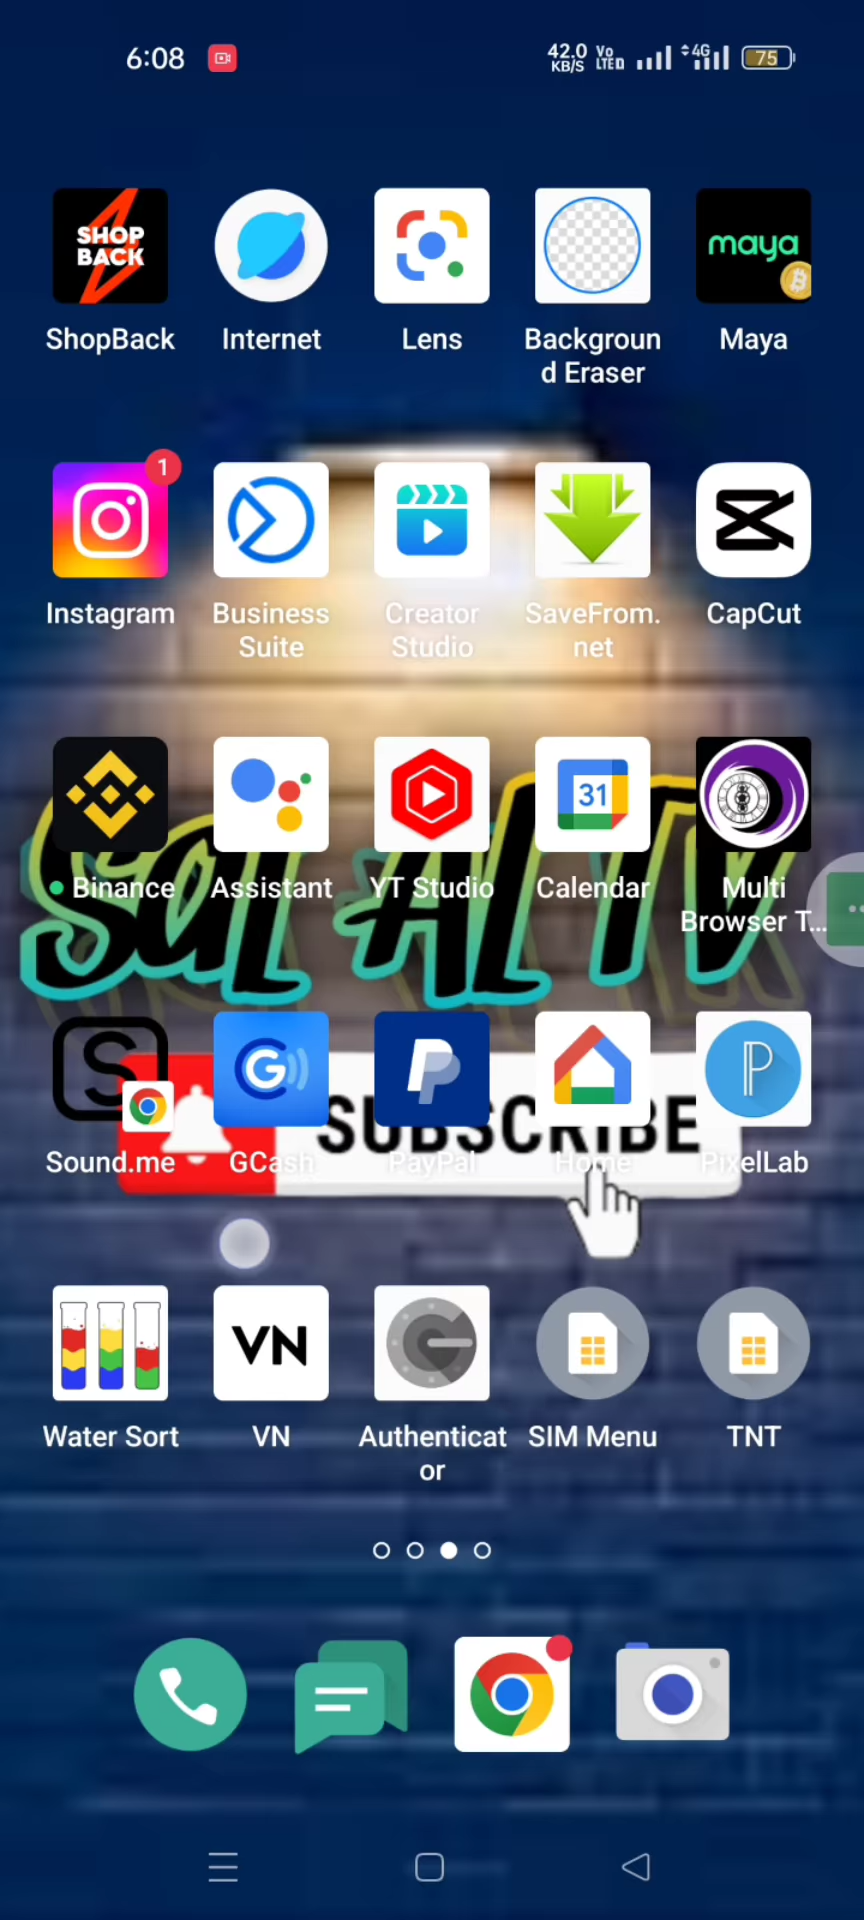 6:08
42.0 KB/S
Vo LTE
4G
75
SHOP
BACK
maya
ShopBack
Internet
Lens
Backgroun
d Eraser
Maya
1
Instagram
Business
Suite
Creator
Studio
SaveFrom.
net
CapCut
31
Binance
Assistant
YT Studio
Calendar
Multi
Browser T...
Sal Al TV
S
G
SUBSCRIBE
Sound.me
GCash
PayPal
Home
PixelLab
VN
Water Sort
VN
Authenticat
or
SIM Menu
TNT